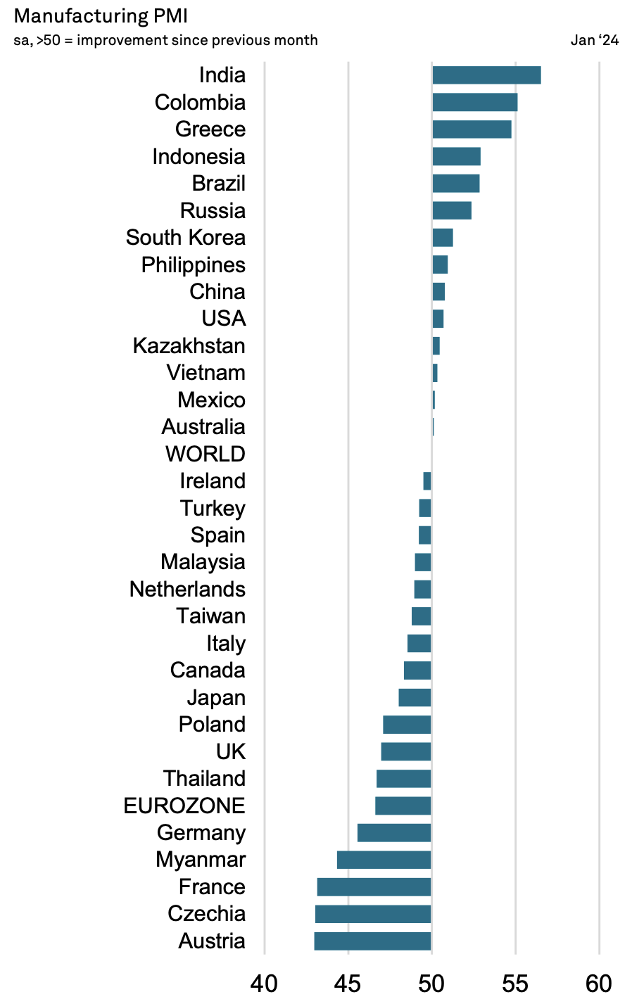 Manufacturing PMI
sa, >50 = improvement since previous month
Jan ‘24
India
Colombia
Greece
Indonesia
Brazil
Russia
South Korea
Philippines
China
USA
Kazakhstan
Vietnam
Mexico
Australia
WORLD
Ireland
Turkey
Spain
Malaysia
Netherlands
Taiwan
Italy
Canada
Japan
Poland
UK
Thailand
EUROZONE
Germany
Myanmar
France
Czechia
Austria
40 45 50 55 60